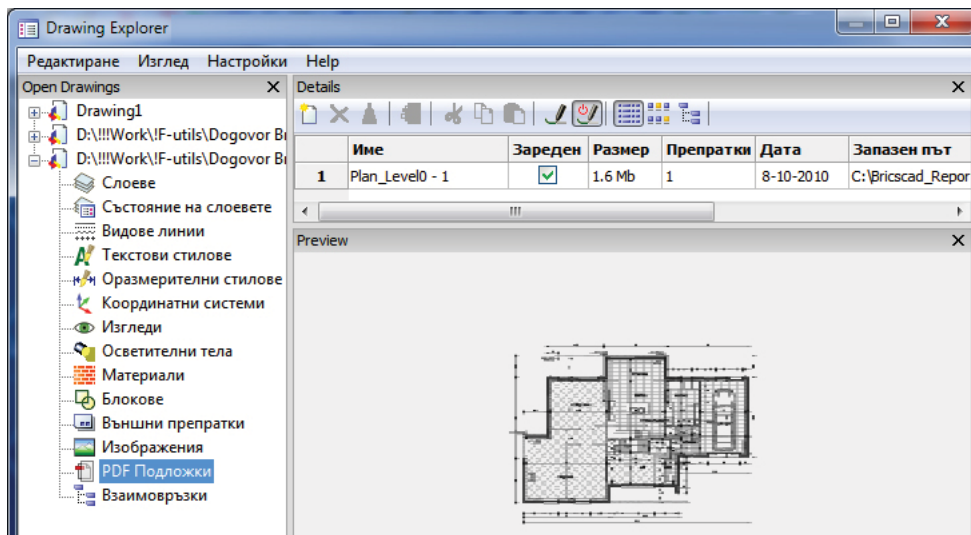 Drawing Explorer
Редактиране Изглед Настройки Help
Open Drawings
Drawing1
D:\!!!Work\!F-utils\Dogovor Br
D:\!!!Work\!F-utils\Dogovor Br
Слоеве
Състояние на слоевете
Видове линии
Текстови стилове
Оразмерителни стилове
Координатни системи
Изгледи
Осветителни тела
Материали
Блокове
Външни препратки
Изображения
PDF Подложки
Взаимовръзки
Details
Име Зареден Размер Препратки Дата Запазен път
1 Plan_Level0 - 1 1.6 Mb 1 8-10-2010 C:\Bricscad_Repor
Preview